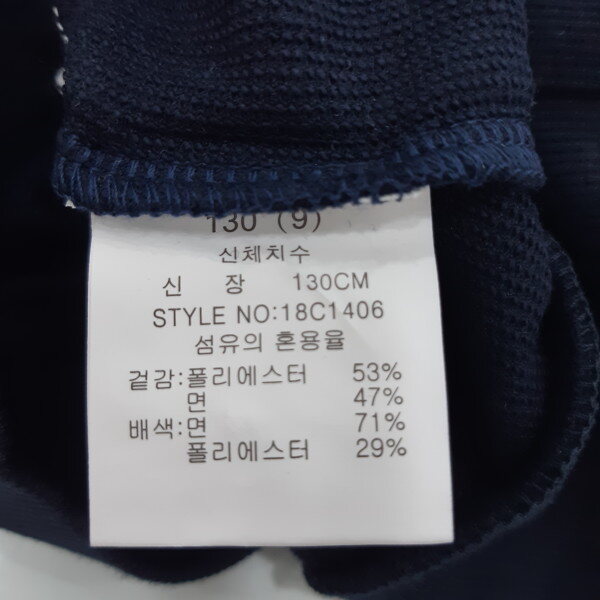 130 (9)
신체치수
신 장 130CM
STYLE NO:18C1406
섬유의 혼용율
겉감:폴리에스터 53%
면 47%
배색:면 71%
폴리에스터 29%